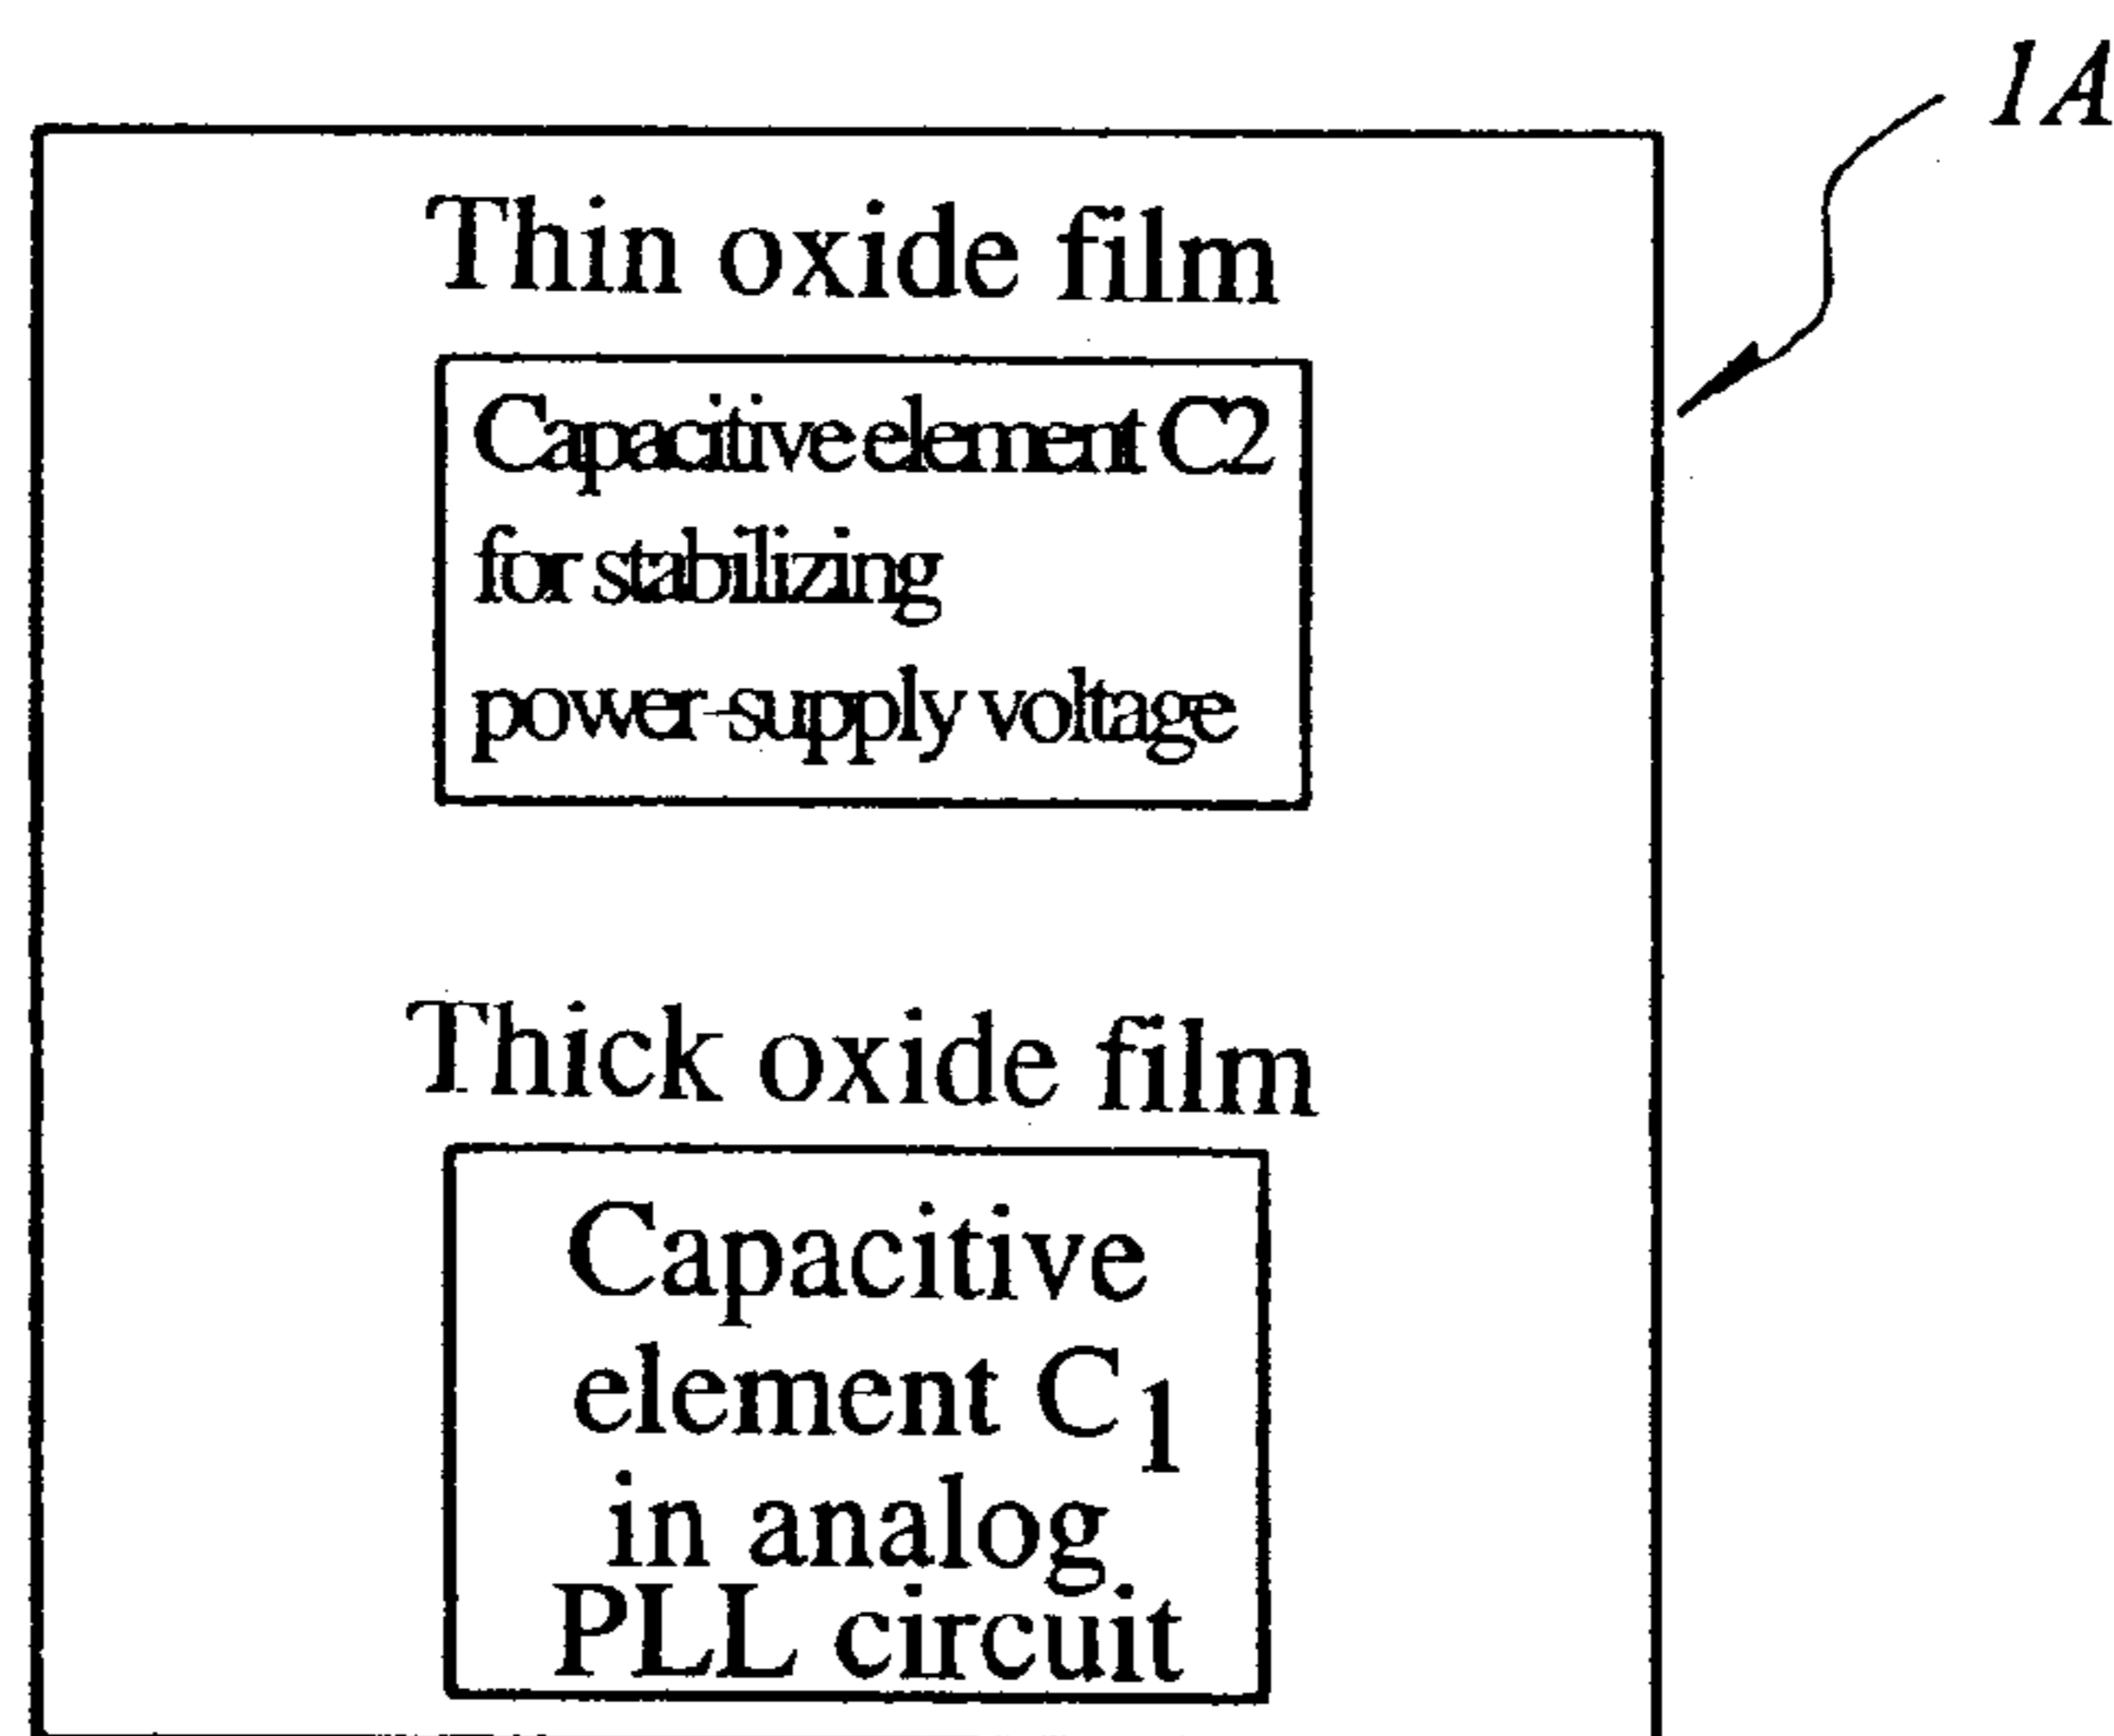 1A
Thin oxide film
Capacitive element C2
for stabilizing
power-supply voltage
Thick oxide film
Capacitive
element C1
in analog
PLL circuit